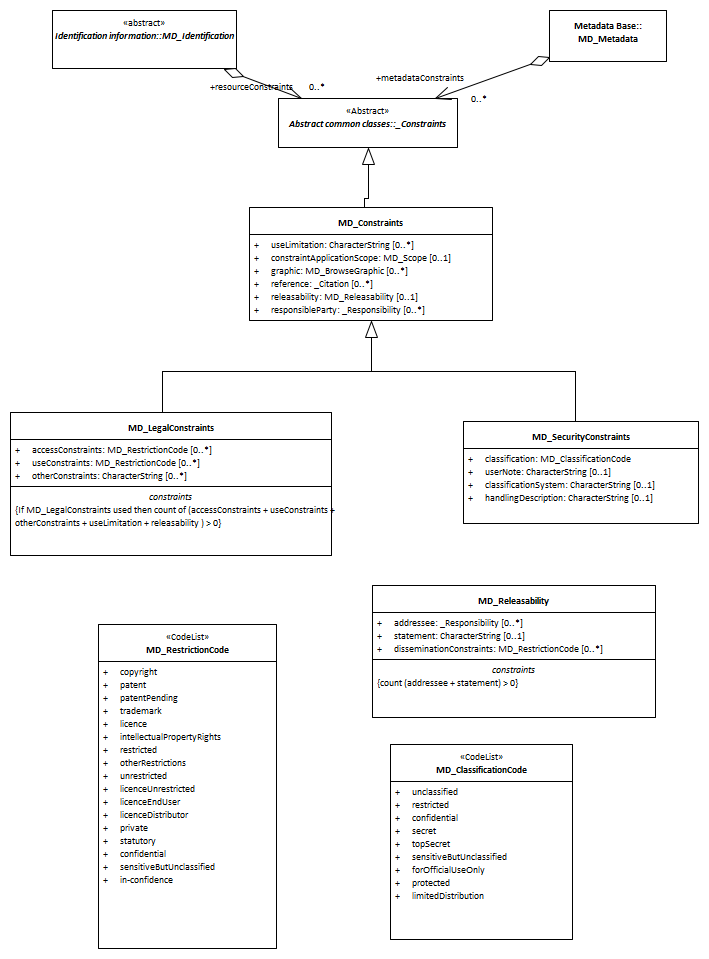 «abstract»
Identification information::MD_Identification
Metadata Base::
MD_Metadata
+resourceConstraints 0..*
+metadataConstraints
0..*
«Abstract»
Abstract common classes::_Constraints
MD_Constraints
+ useLimitation: CharacterString [0..*]
+ constraintApplicationScope: MD_Scope [0..1]
+ graphic: MD_BrowseGraphic [0..*]
+ reference: _Citation [0..*]
+ releasability: MD_Releasability [0..1]
+ responsibleParty: _Responsibility [0..*]
MD_LegalConstraints
+ accessConstraints: MD_RestrictionCode [0..*]
+ useConstraints: MD_RestrictionCode [0..*]
+ otherConstraints: CharacterString [0..*]
constraints
{If MD_LegalConstraints used then count of (accessConstraints + useConstraints +
otherConstraints + useLimitation + releasability ) > 0}
MD_SecurityConstraints
+ classification: MD_ClassificationCode
+ userNote: CharacterString [0..1]
+ classificationSystem: CharacterString [0..1]
+ handlingDescription: CharacterString [0..1]
MD_Releasability
+ addressee: _Responsibility [0..*]
+ statement: CharacterString [0..1]
+ disseminationConstraints: MD_RestrictionCode [0..*]
constraints
{count (addressee + statement) > 0}
«CodeList»
MD_RestrictionCode
+ copyright
+ patent
+ patentPending
+ trademark
+ licence
+ intellectualPropertyRights
+ restricted
+ otherRestrictions
+ unrestricted
+ licenceUnrestricted
+ licenceEndUser
+ licenceDistributor
+ private
+ statutory
+ confidential
+ sensitiveButUnclassified
+ in-confidence
«CodeList»
MD_ClassificationCode
+ unclassified
+ restricted
+ confidential
+ secret
+ topSecret
+ sensitiveButUnclassified
+ forOfficialUseOnly
+ protected
+ limitedDistribution